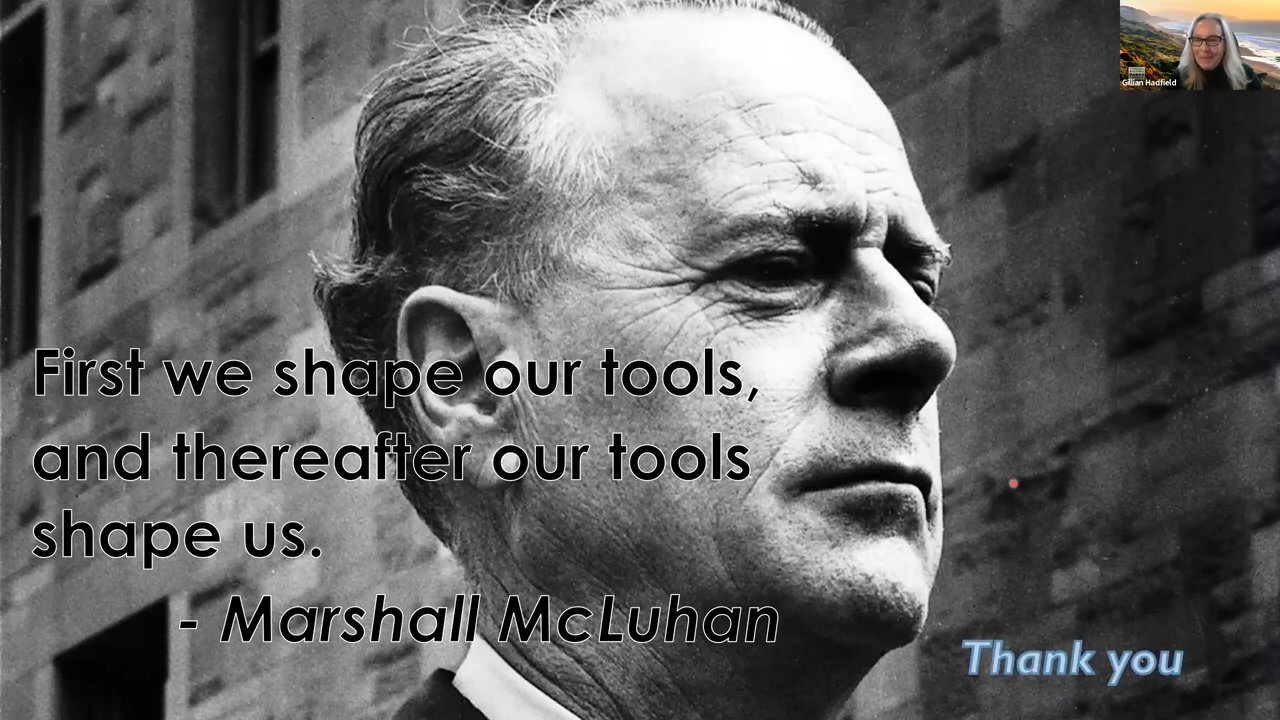 Gillian Hadfield
First we shape our tools,
and thereafter our tools
shape us.
- Marshall McLuhan
Thank you